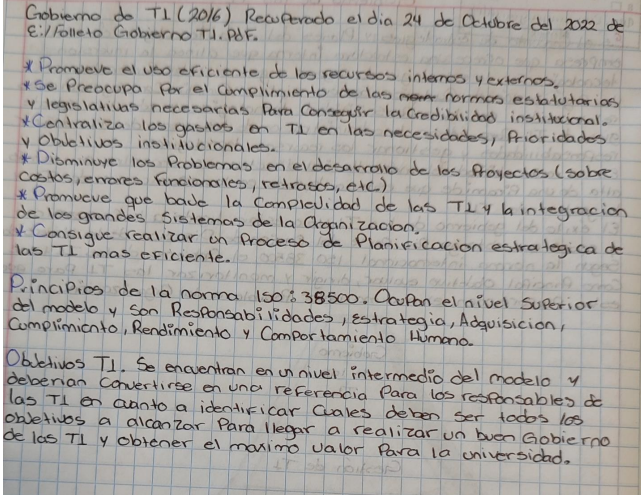 Gobierno de TI (2016) Recuperado el dia 24 de Octubre del 2022 de
E:/Folleto Gobierno TI.Pdf.
* Promueve el uso eficiente de los recursos internos y externos.
* Se Preocupa Por el cumplimiento de las normas estatutarias
y legislativas necesarias Para Conseguir la Credibilidad institucional.
* Centraliza los gastos en TI en las necesidades, Prioridades
y objetivos institucionales.
* Disminuye los Problemas en el desarrollo de los Proyectos (sobre
costos, errores funcionales, retrasos, etc.)
* Promueve que baje la Complejidad de las TI y la integracion
de los grandes Sistemas de la Organizacion.
* Consigue realizar un Proceso de Planificacion estrategica de
las TI mas eficiente.
Principios de la norma ISO: 38500. Ocupan el nivel Superior
del modelo y son Responsabilidades, Estrategia, Adquisicion,
Cumplimiento, Rendimiento y Comportamiento Humano.
Objetivos TI. Se encuentran en un nivel intermedio del modelo y
deberian Convertirse en una referencia Para los responsables de
las TI en cuanto a identificar Cuales deben ser todos los
objetivos a alcanzar Para llegar a realizar un buen Gobierno
de las TI y obtener el maximo valor Para la universidad.